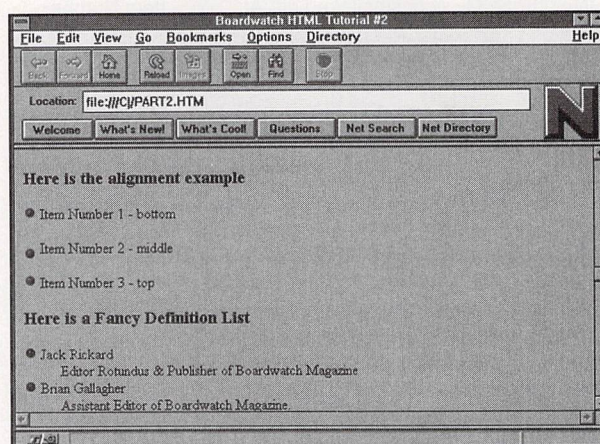 Boardwatch HTML Tutorial #2
File Edit View Go Bookmarks Options Directory Help
Back Forward Home Reload Images Open Find Stop
Location: file:///C|/PART2.HTM
N
Welcome What's New! What's Cool! Questions Net Search Net Directory
Here is the alignment example
Item Number 1 - bottom
Item Number 2 - middle
Item Number 3 - top
Here is a Fancy Definition List
Jack Rickard
Editor Rotundus & Publisher of Boardwatch Magazine
Brian Gallagher
Assistant Editor of Boardwatch Magazine.